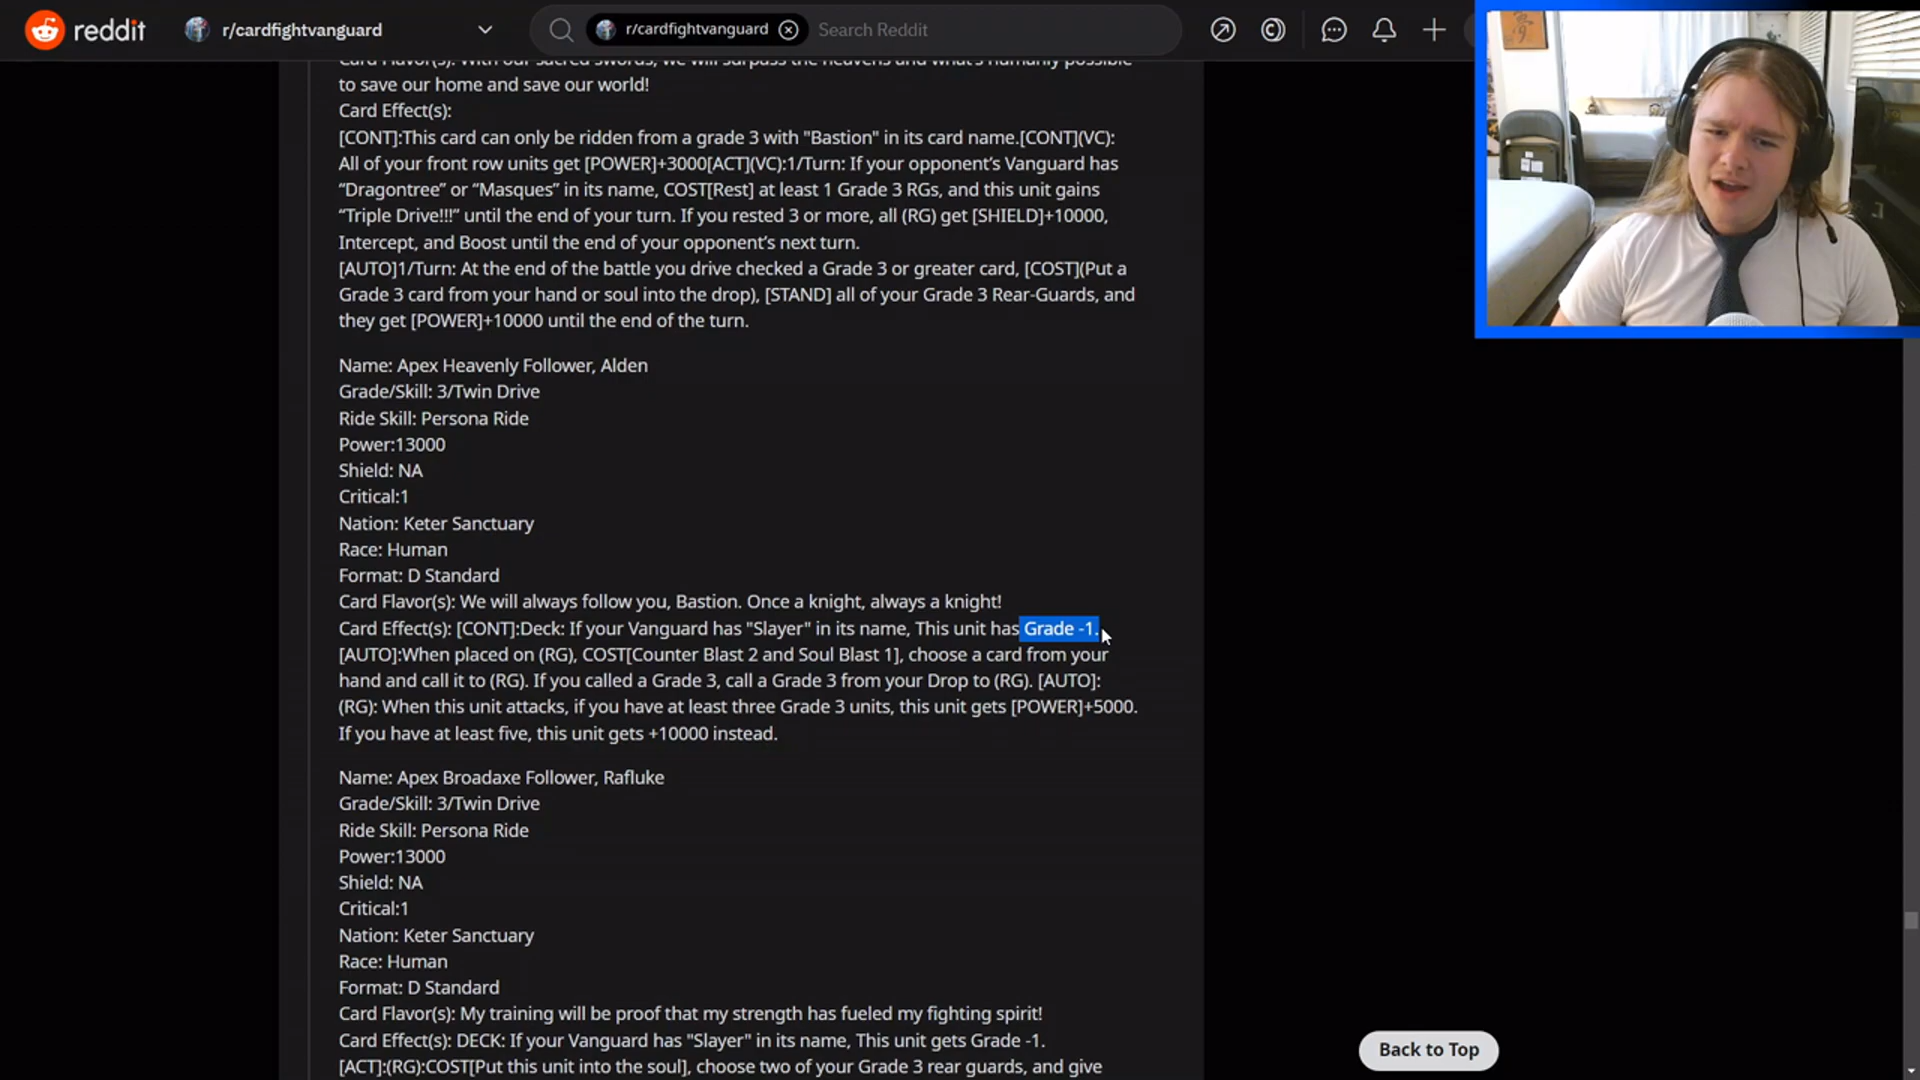 reddit
r/cardfightvanguard
r/cardfightvanguard
Search Reddit
Card Flavor(s): With our sacred swords, we will surpass the heavens and what's humanly possible
to save our home and save our world!
Card Effect(s):
[CONT]:This card can only be ridden from a grade 3 with "Bastion" in its card name.[CONT](VC):
All of your front row units get [POWER]+3000[ACT](VC):1/Turn: If your opponent’s Vanguard has
“Dragontree” or “Masques” in its name, COST[Rest] at least 1 Grade 3 RGs, and this unit gains
“Triple Drive!!!” until the end of your turn. If you rested 3 or more, all (RG) get [SHIELD]+10000,
Intercept, and Boost until the end of your opponent’s next turn.
[AUTO]1/Turn: At the end of the battle you drive checked a Grade 3 or greater card, [COST](Put a
Grade 3 card from your hand or soul into the drop), [STAND] all of your Grade 3 Rear-Guards, and
they get [POWER]+10000 until the end of the turn.
Name: Apex Heavenly Follower, Alden
Grade/Skill: 3/Twin Drive
Ride Skill: Persona Ride
Power:13000
Shield: NA
Critical:1
Nation: Keter Sanctuary
Race: Human
Format: D Standard
Card Flavor(s): We will always follow you, Bastion. Once a knight, always a knight!
Card Effect(s): [CONT]:Deck: If your Vanguard has "Slayer" in its name, This unit has Grade -1.
[AUTO]:When placed on (RG), COST[Counter Blast 2 and Soul Blast 1], choose a card from your
hand and call it to (RG). If you called a Grade 3, call a Grade 3 from your Drop to (RG). [AUTO]:
(RG): When this unit attacks, if you have at least three Grade 3 units, this unit gets [POWER]+5000.
If you have at least five, this unit gets +10000 instead.
Name: Apex Broadaxe Follower, Rafluke
Grade/Skill: 3/Twin Drive
Ride Skill: Persona Ride
Power:13000
Shield: NA
Critical:1
Nation: Keter Sanctuary
Race: Human
Format: D Standard
Card Flavor(s): My training will be proof that my strength has fueled my fighting spirit!
Card Effect(s): DECK: If your Vanguard has "Slayer" in its name, This unit gets Grade -1.
[ACT]:(RG):COST[Put this unit into the soul], choose two of your Grade 3 rear guards, and give
Back to Top